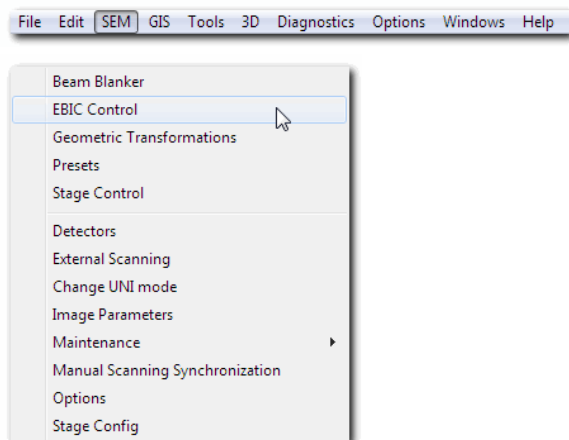 File Edit SEM GIS Tools 3D Diagnostics Options Windows Help
Beam Blanker
EBIC Control
Geometric Transformations
Presets
Stage Control
Detectors
External Scanning
Change UNI mode
Image Parameters
Maintenance
Manual Scanning Synchronization
Options
Stage Config